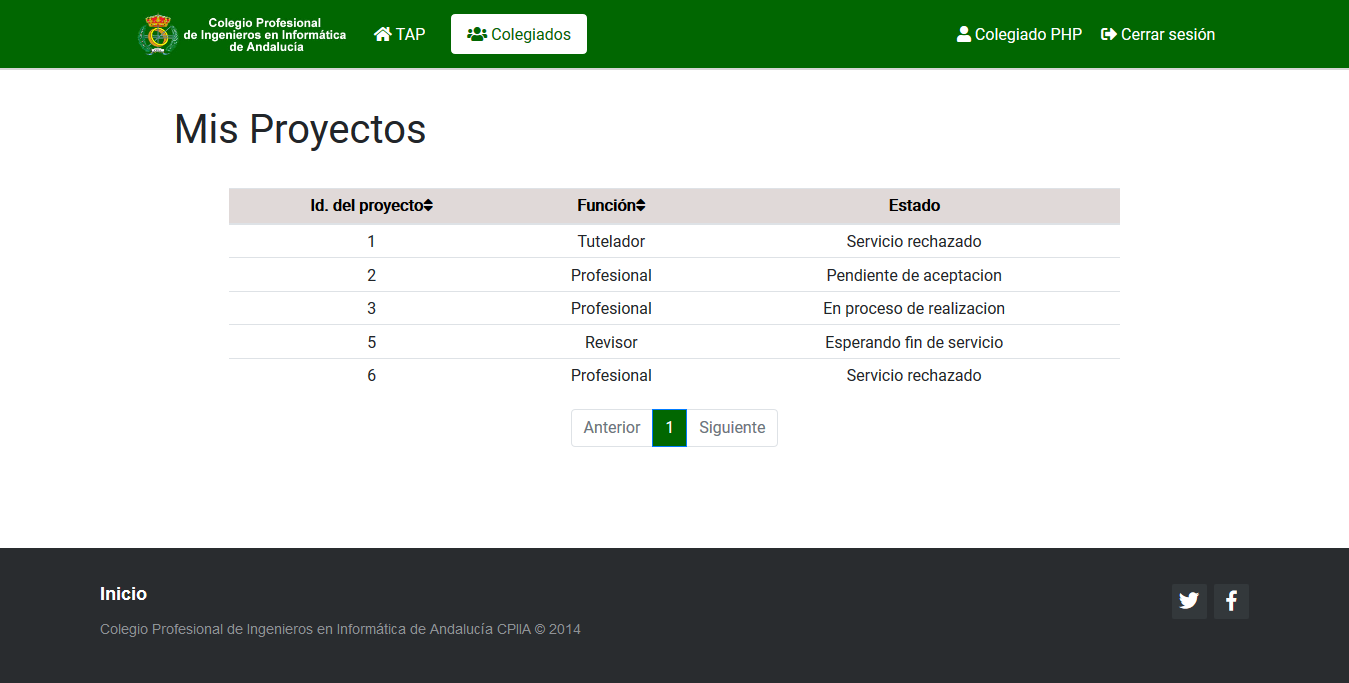 Colegio Profesional
de Ingenieros en Informática
de Andalucía
TAP
Colegiados
Colegiado PHP
Cerrar sesión
Mis Proyectos
Id. del proyecto Función Estado
1 Tutelador Servicio rechazado
2 Profesional Pendiente de aceptacion
3 Profesional En proceso de realizacion
5 Revisor Esperando fin de servicio
6 Profesional Servicio rechazado
Anterior 1 Siguiente
Inicio
Colegio Profesional de Ingenieros en Informática de Andalucía CPIIA © 2014